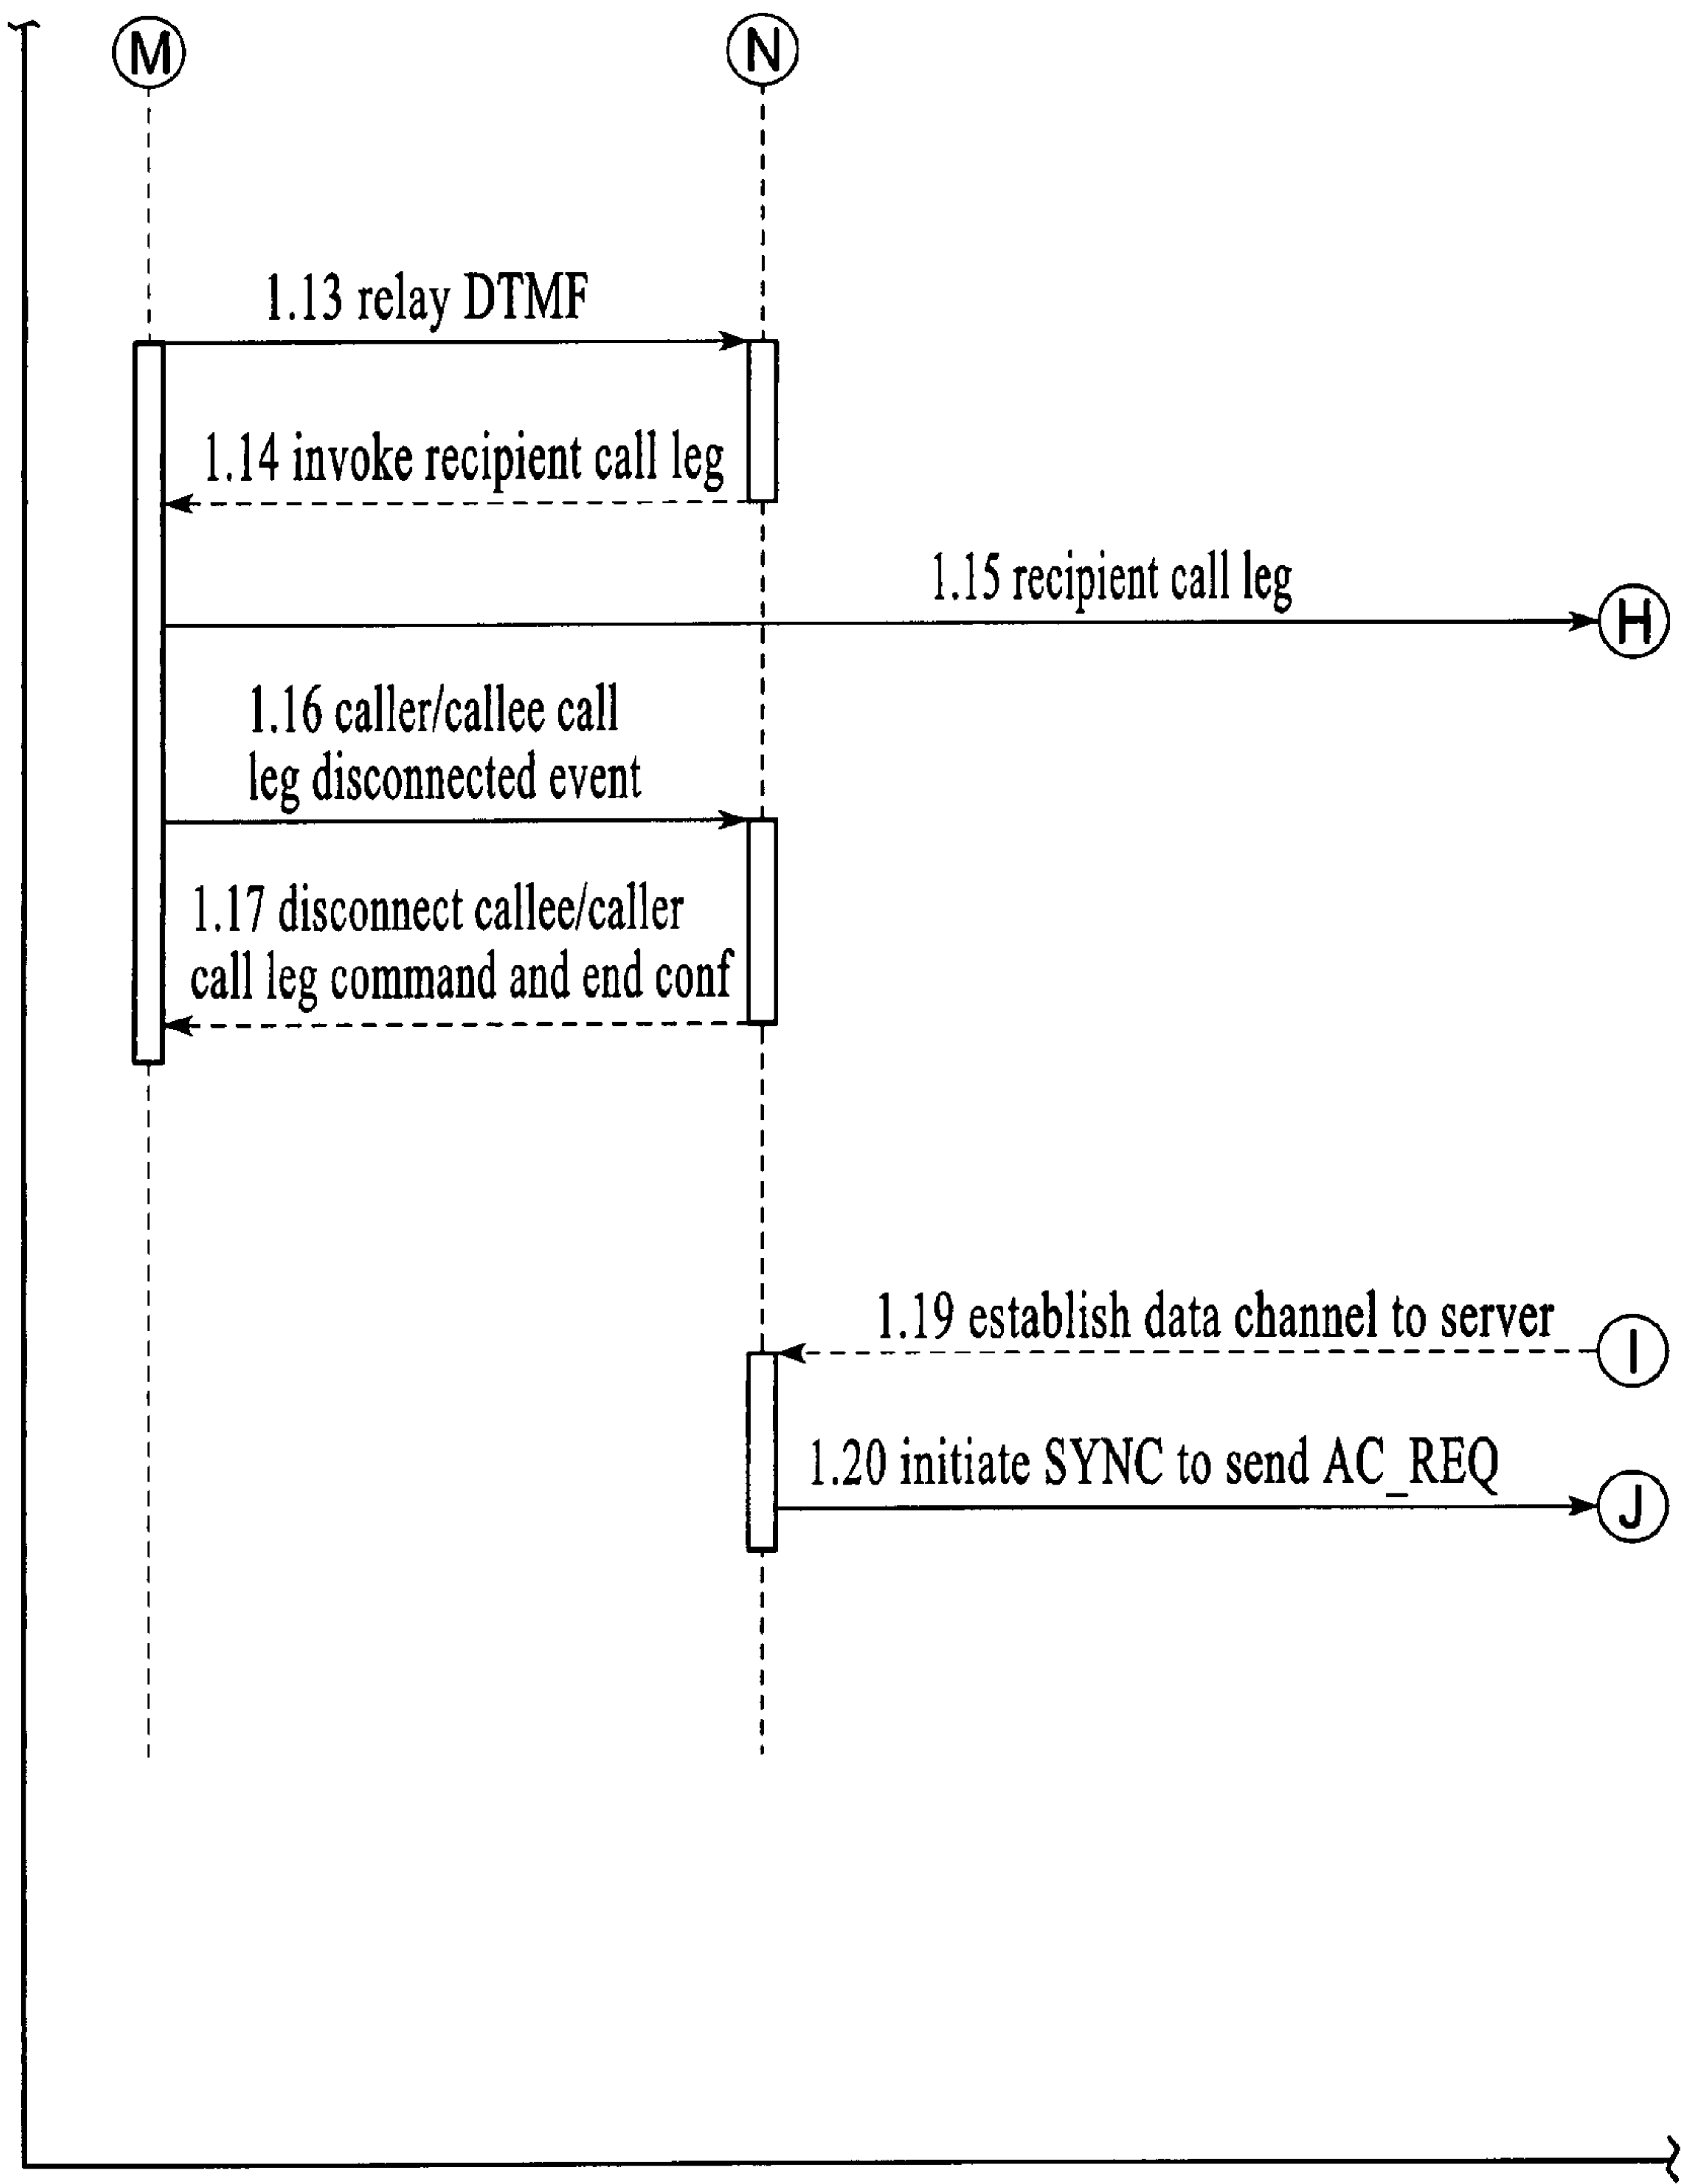 M
N
1.13 relay DTMF
1.14 invoke recipient call leg
1.15 recipient call leg
H
1.16 caller/callee call
leg disconnected event
1.17 disconnect callee/caller
call leg command and end conf
1.19 establish data channel to server
I
1.20 initiate SYNC to send AC_REQ
J